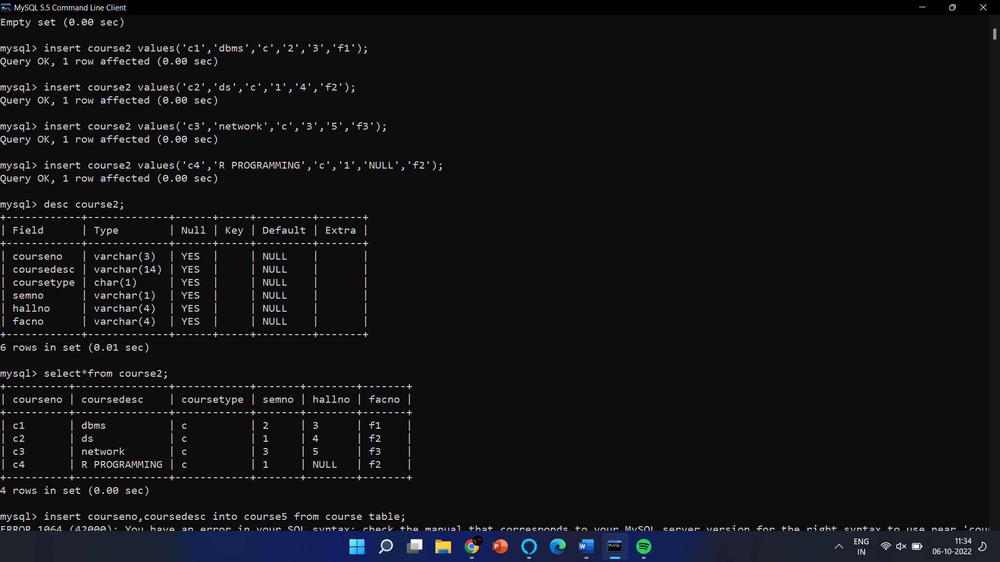 MySQL 5.5 Command Line Client
Empty set (0.00 sec)
mysql> insert course2 values('c1','dbms','c','2','3','f1');
Query OK, 1 row affected (0.00 sec)
mysql> insert course2 values('c2','ds','c','1','4','f2');
Query OK, 1 row affected (0.00 sec)
mysql> insert course2 values('c3','network','c','3','5','f3');
Query OK, 1 row affected (0.00 sec)
mysql> insert course2 values('c4','R PROGRAMMING','c','1','NULL','f2');
Query OK, 1 row affected (0.00 sec)
mysql> desc course2;
+------------+-------------+------+-----+---------+-------+
| Field      | Type        | Null | Key | Default | Extra |
+------------+-------------+------+-----+---------+-------+
| courseno   | varchar(3)  | YES  |     | NULL    |       |
| coursedesc | varchar(14) | YES  |     | NULL    |       |
| coursetype | char(1)     | YES  |     | NULL    |       |
| semno      | varchar(1)  | YES  |     | NULL    |       |
| hallno     | varchar(4)  | YES  |     | NULL    |       |
| facno      | varchar(4)  | YES  |     | NULL    |       |
+------------+-------------+------+-----+---------+-------+
6 rows in set (0.01 sec)
mysql> select*from course2;
+----------+---------------+------------+-------+--------+-------+
| courseno | coursedesc    | coursetype | semno | hallno | facno |
+----------+---------------+------------+-------+--------+-------+
| c1       | dbms          | c          | 2     | 3      | f1    |
| c2       | ds            | c          | 1     | 4      | f2    |
| c3       | network       | c          | 3     | 5      | f3    |
| c4       | R PROGRAMMING | c          | 1     | NULL   | f2    |
+----------+---------------+------------+-------+--------+-------+
4 rows in set (0.00 sec)
mysql> insert courseno,coursedesc into course5 from course table;
ERROR 1064 (42000): You have an error in your SQL syntax; check the manual that corresponds to your MySQL server version for the right syntax to use near 'cou
ENG
IN
11:34
06-10-2022